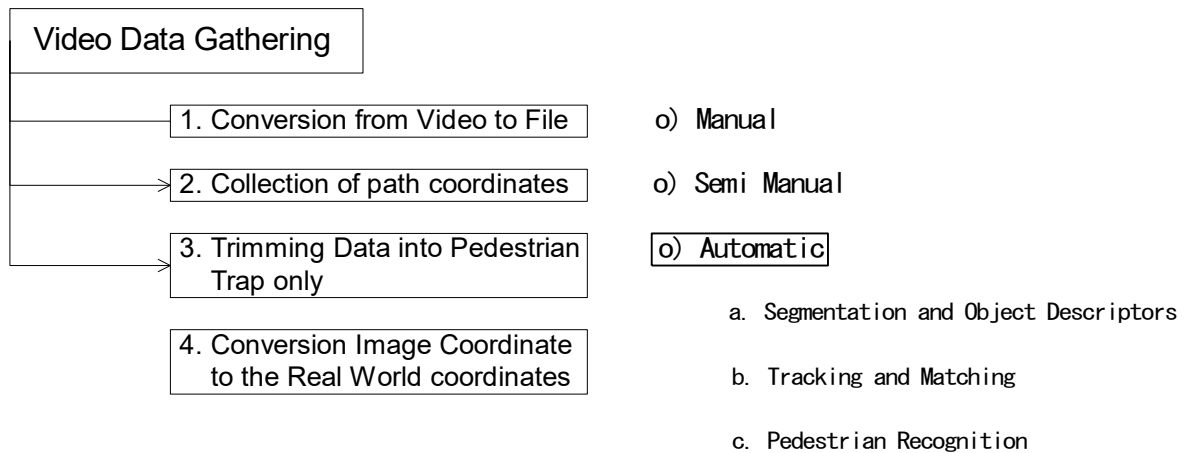 Video Data Gathering
1. Conversion from Video to File
2. Collection of path coordinates
3. Trimming Data into Pedestrian
Trap only
4. Conversion Image Coordinate
to the Real World coordinates
o) Manual
o) Semi Manual
o) Automatic
a. Segmentation and Object Descriptors
b. Tracking and Matching
c. Pedestrian Recognition